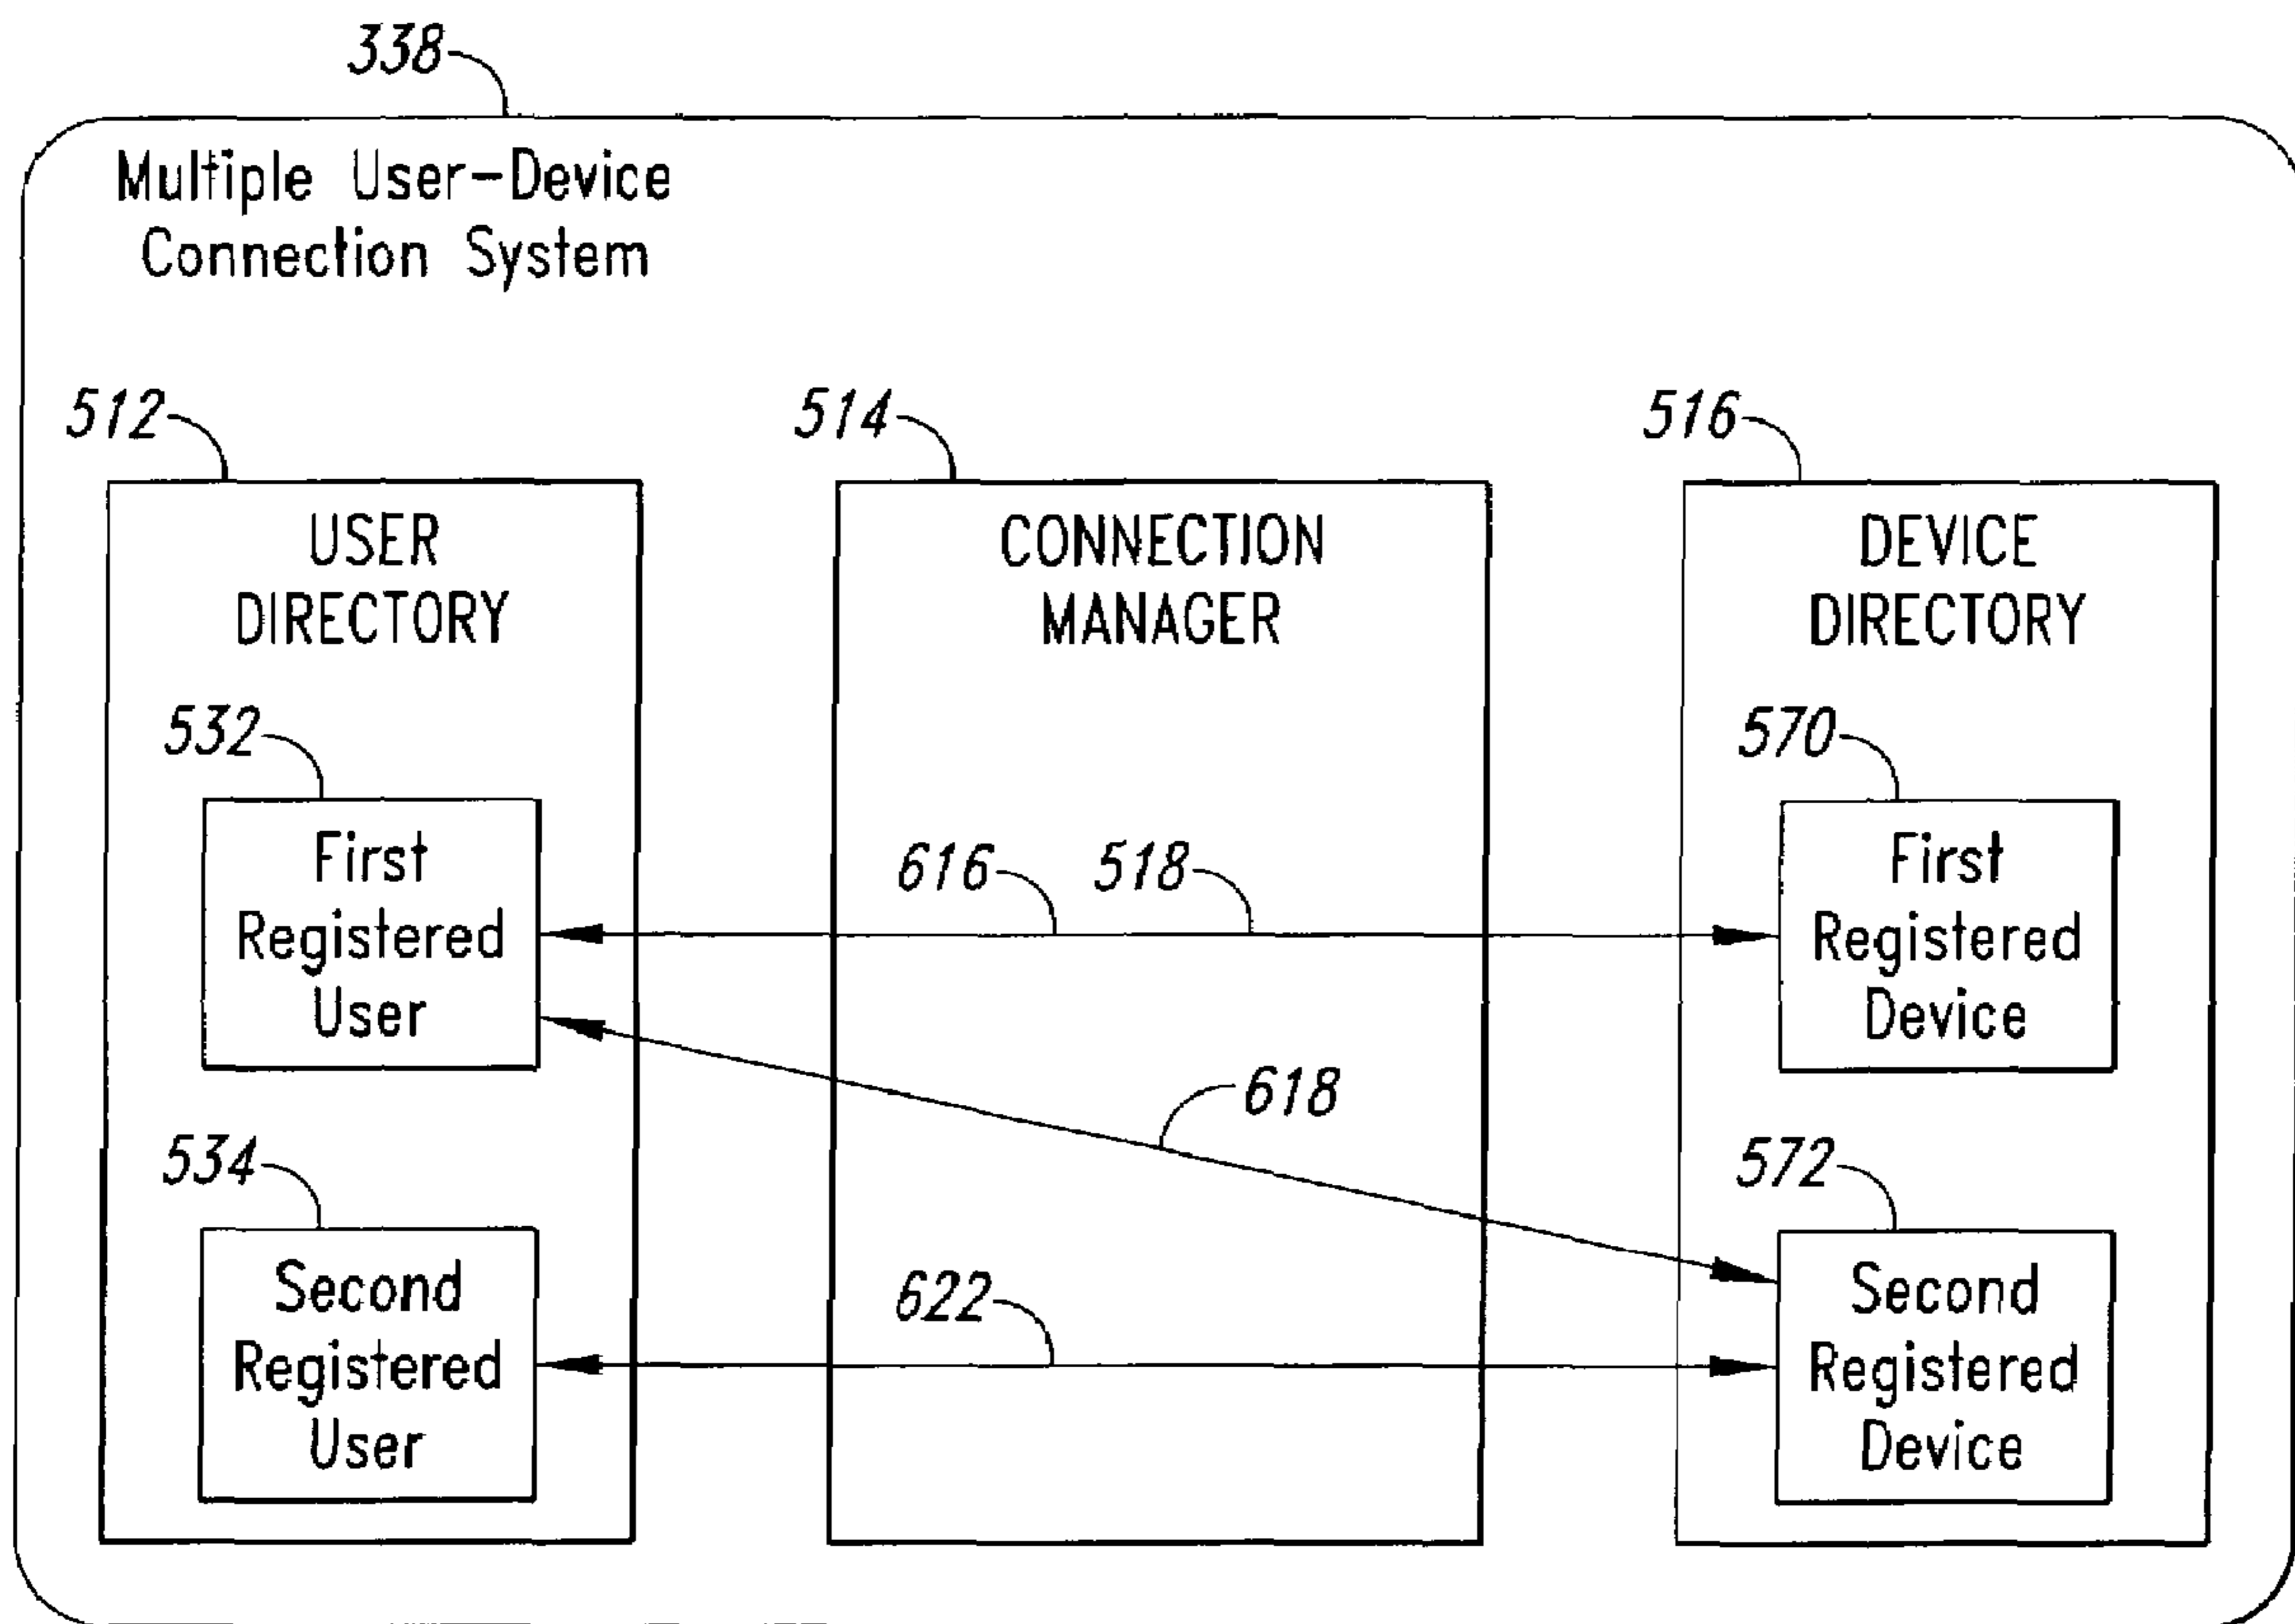 338
Multiple User-Device
Connection System
512
514
516
USER
DIRECTORY
CONNECTION
MANAGER
DEVICE
DIRECTORY
532
570
First
Registered
User
616
518
First
Registered
Device
618
534
572
Second
Registered
User
622
Second
Registered
Device